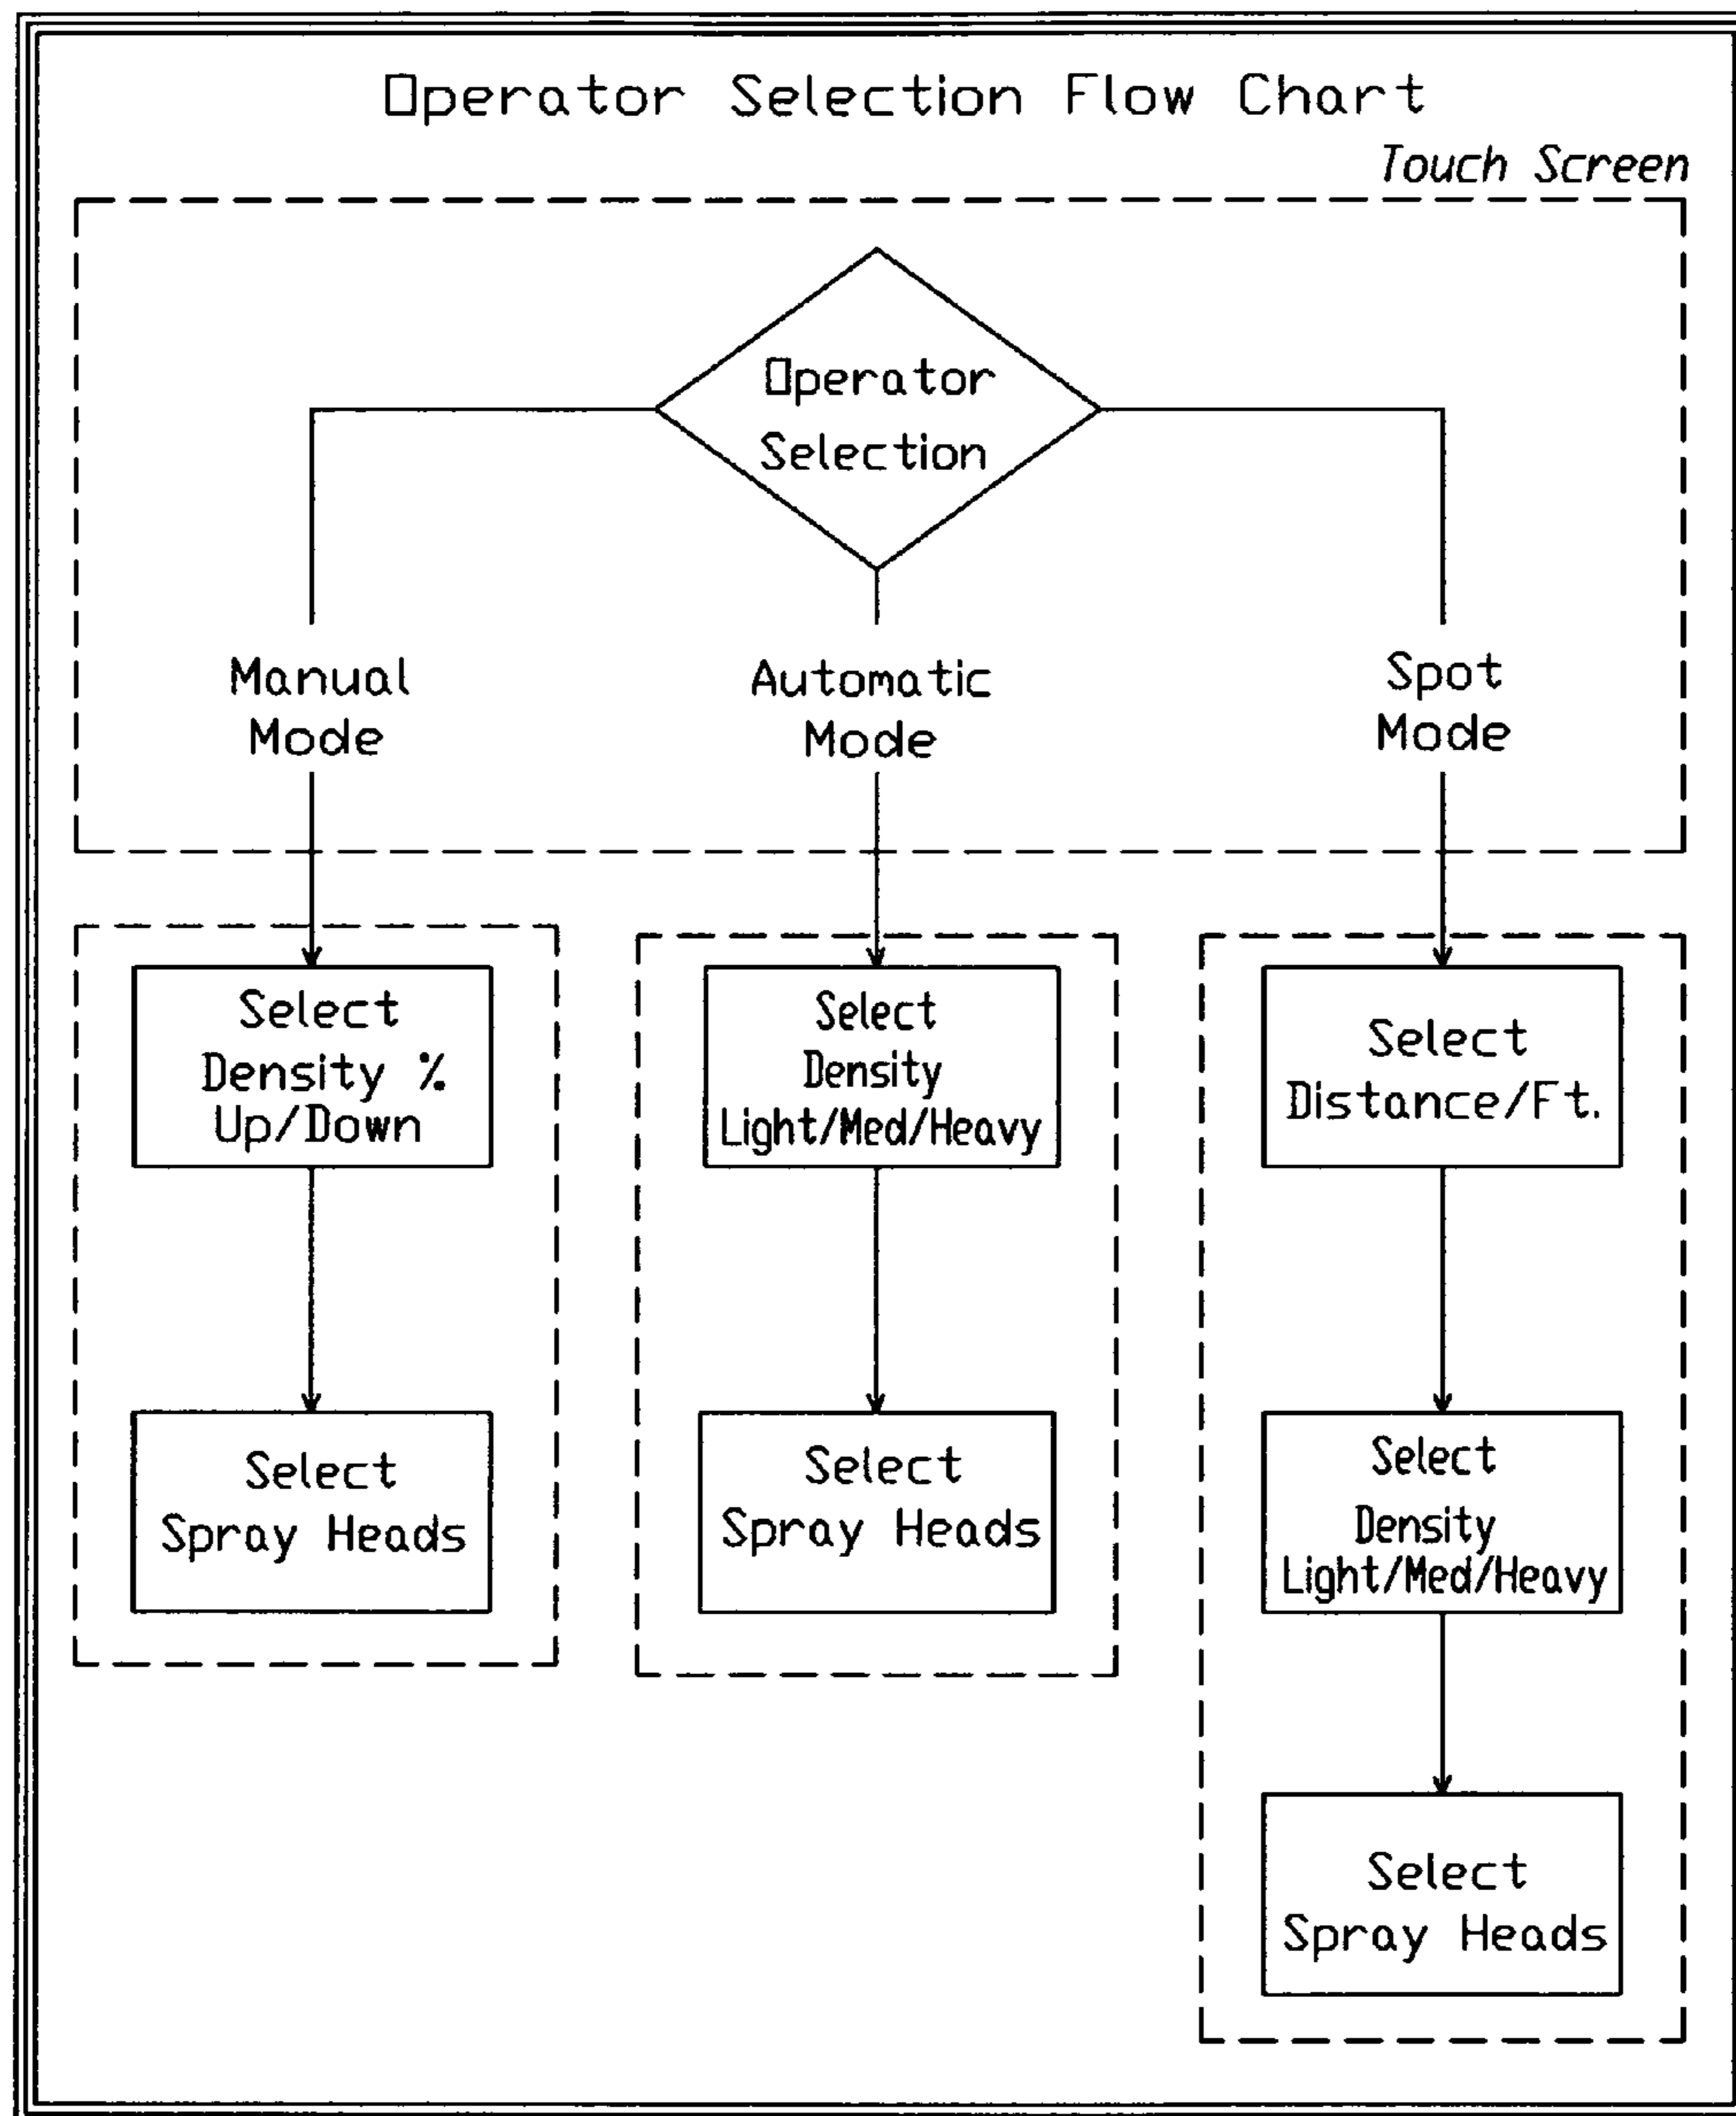 Operator Selection Flow Chart
Touch Screen
Operator
Selection
Manual
Mode
Automatic
Mode
Spot
Mode
Select
Density %
Up/Down
Select
Spray Heads
Select
Density
Light/Med/Heavy
Select
Spray Heads
Select
Distance/Ft.
Select
Density
Light/Med/Heavy
Select
Spray Heads